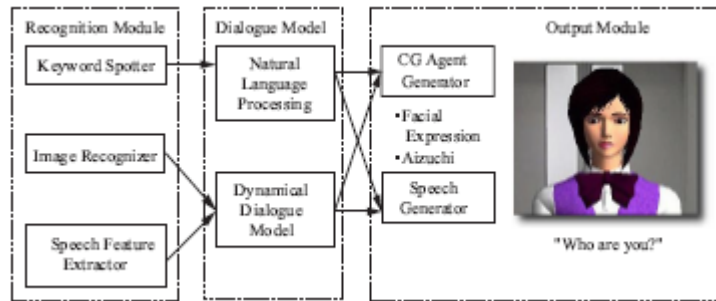 Recognition Module
Keyword Spotter
Image Recognizer
Speech Feature
Extractor
Dialogue Model
Natural
Language
Processing
Dynamical
Dialogue
Model
Output Module
CG Agent
Generator
•Facial
Expression
•Aizuchi
Speech
Generator
"Who are you?"